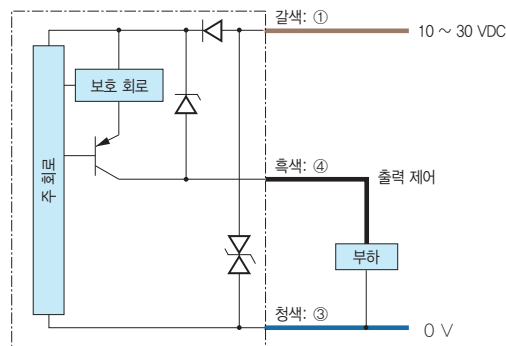 갈색: ①
10 ～ 30 VDC
보호 회로
주 회로
흑색: ④
출력 제어
부하
청색: ③
0 V